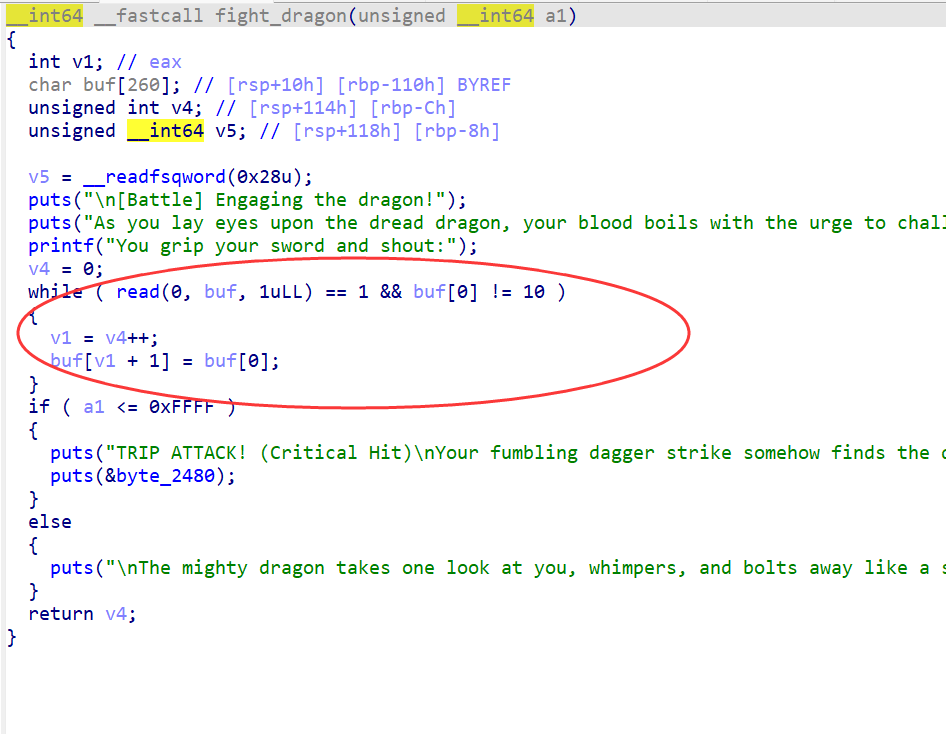 __int64 __fastcall fight_dragon(unsigned __int64 a1)
{
  int v1; // eax
  char buf[260]; // [rsp+10h] [rbp-110h] BYREF
  unsigned int v4; // [rsp+114h] [rbp-Ch]
  unsigned __int64 v5; // [rsp+118h] [rbp-8h]

  v5 = __readfsqword(0x28u);
  puts("\n[Battle] Engaging the dragon!");
  puts("As you lay eyes upon the dread dragon, your blood boils with the urge to
  printf("You grip your sword and shout:");
  v4 = 0;
  while ( read(0, buf, 1uLL) == 1 && buf[0] != 10 )
  {
    v1 = v4++;
    buf[v1 + 1] = buf[0];
  }
  if ( a1 <= 0xFFFF )
  {
    puts("TRIP ATTACK! (Critical Hit)\nYour fumbling dagger strike somehow finds the
    puts(&byte_2480);
  }
  else
  {
    puts("\nThe mighty dragon takes one look at you, whimpers, and bolts away like a
  }
  return v4;
}